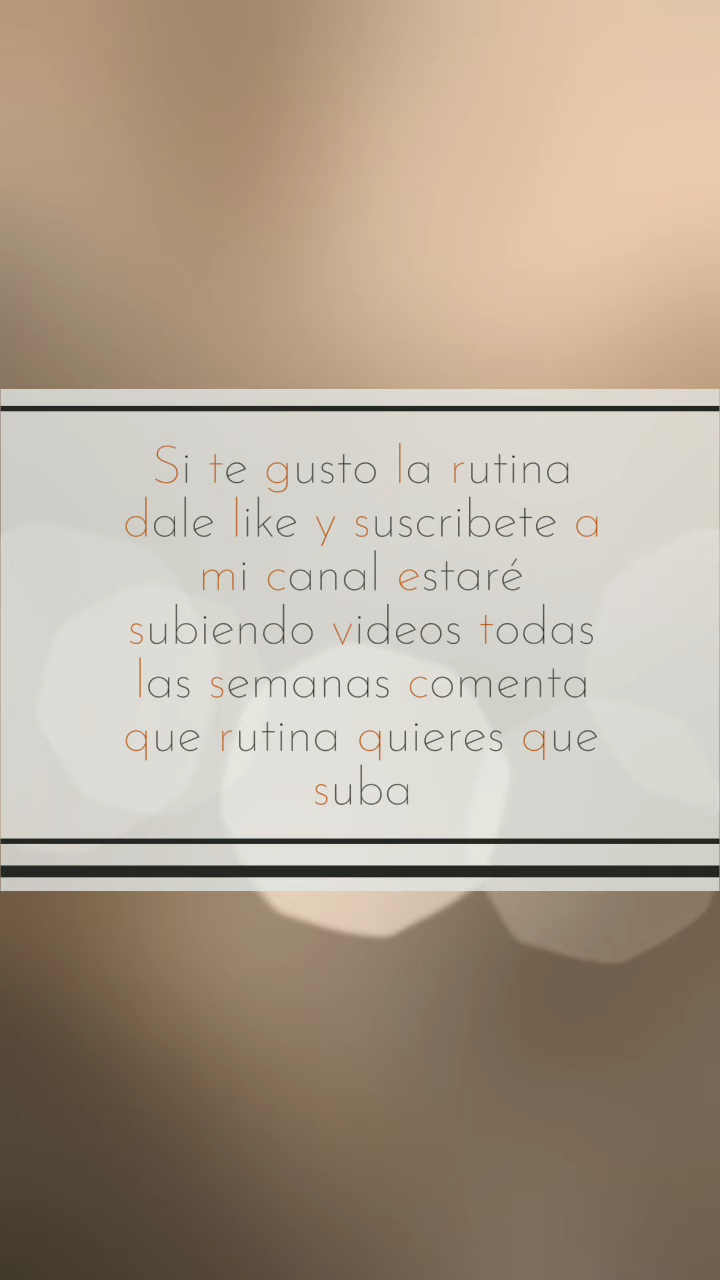 Si te gusto la rutina
dale like y suscribete a
mi canal estaré
subiendo videos todas
las semanas comenta
que rutina quieres que
suba